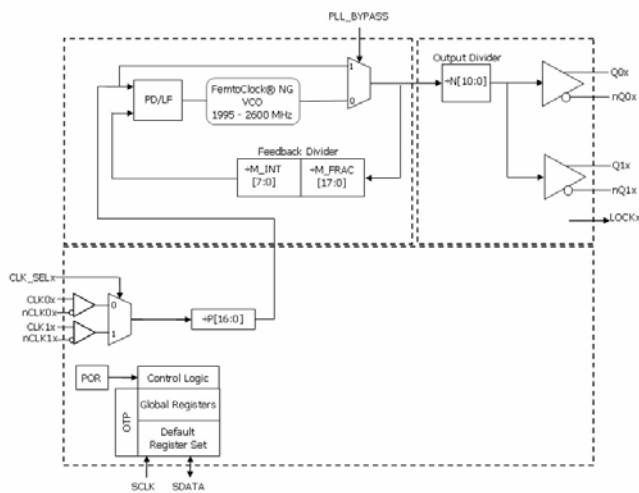 PLL_BYPASS
Output Divider
÷N[10:0]
Q0x
nQ0x
1
0
PD/LF
FemtoClock® NG
VCO
1995 - 2600 MHz
Feedback Divider
÷M_INT
[7:0]
÷M_FRAC
[17:0]
Q1x
nQ1x
LOCKx
CLK_SELx
CLK0x
nCLK0x
CLK1x
nCLK1x
0
1
÷P[16:0]
POR
Control Logic
OTP
Global Registers
Default
Register Set
SCLK
SDATA